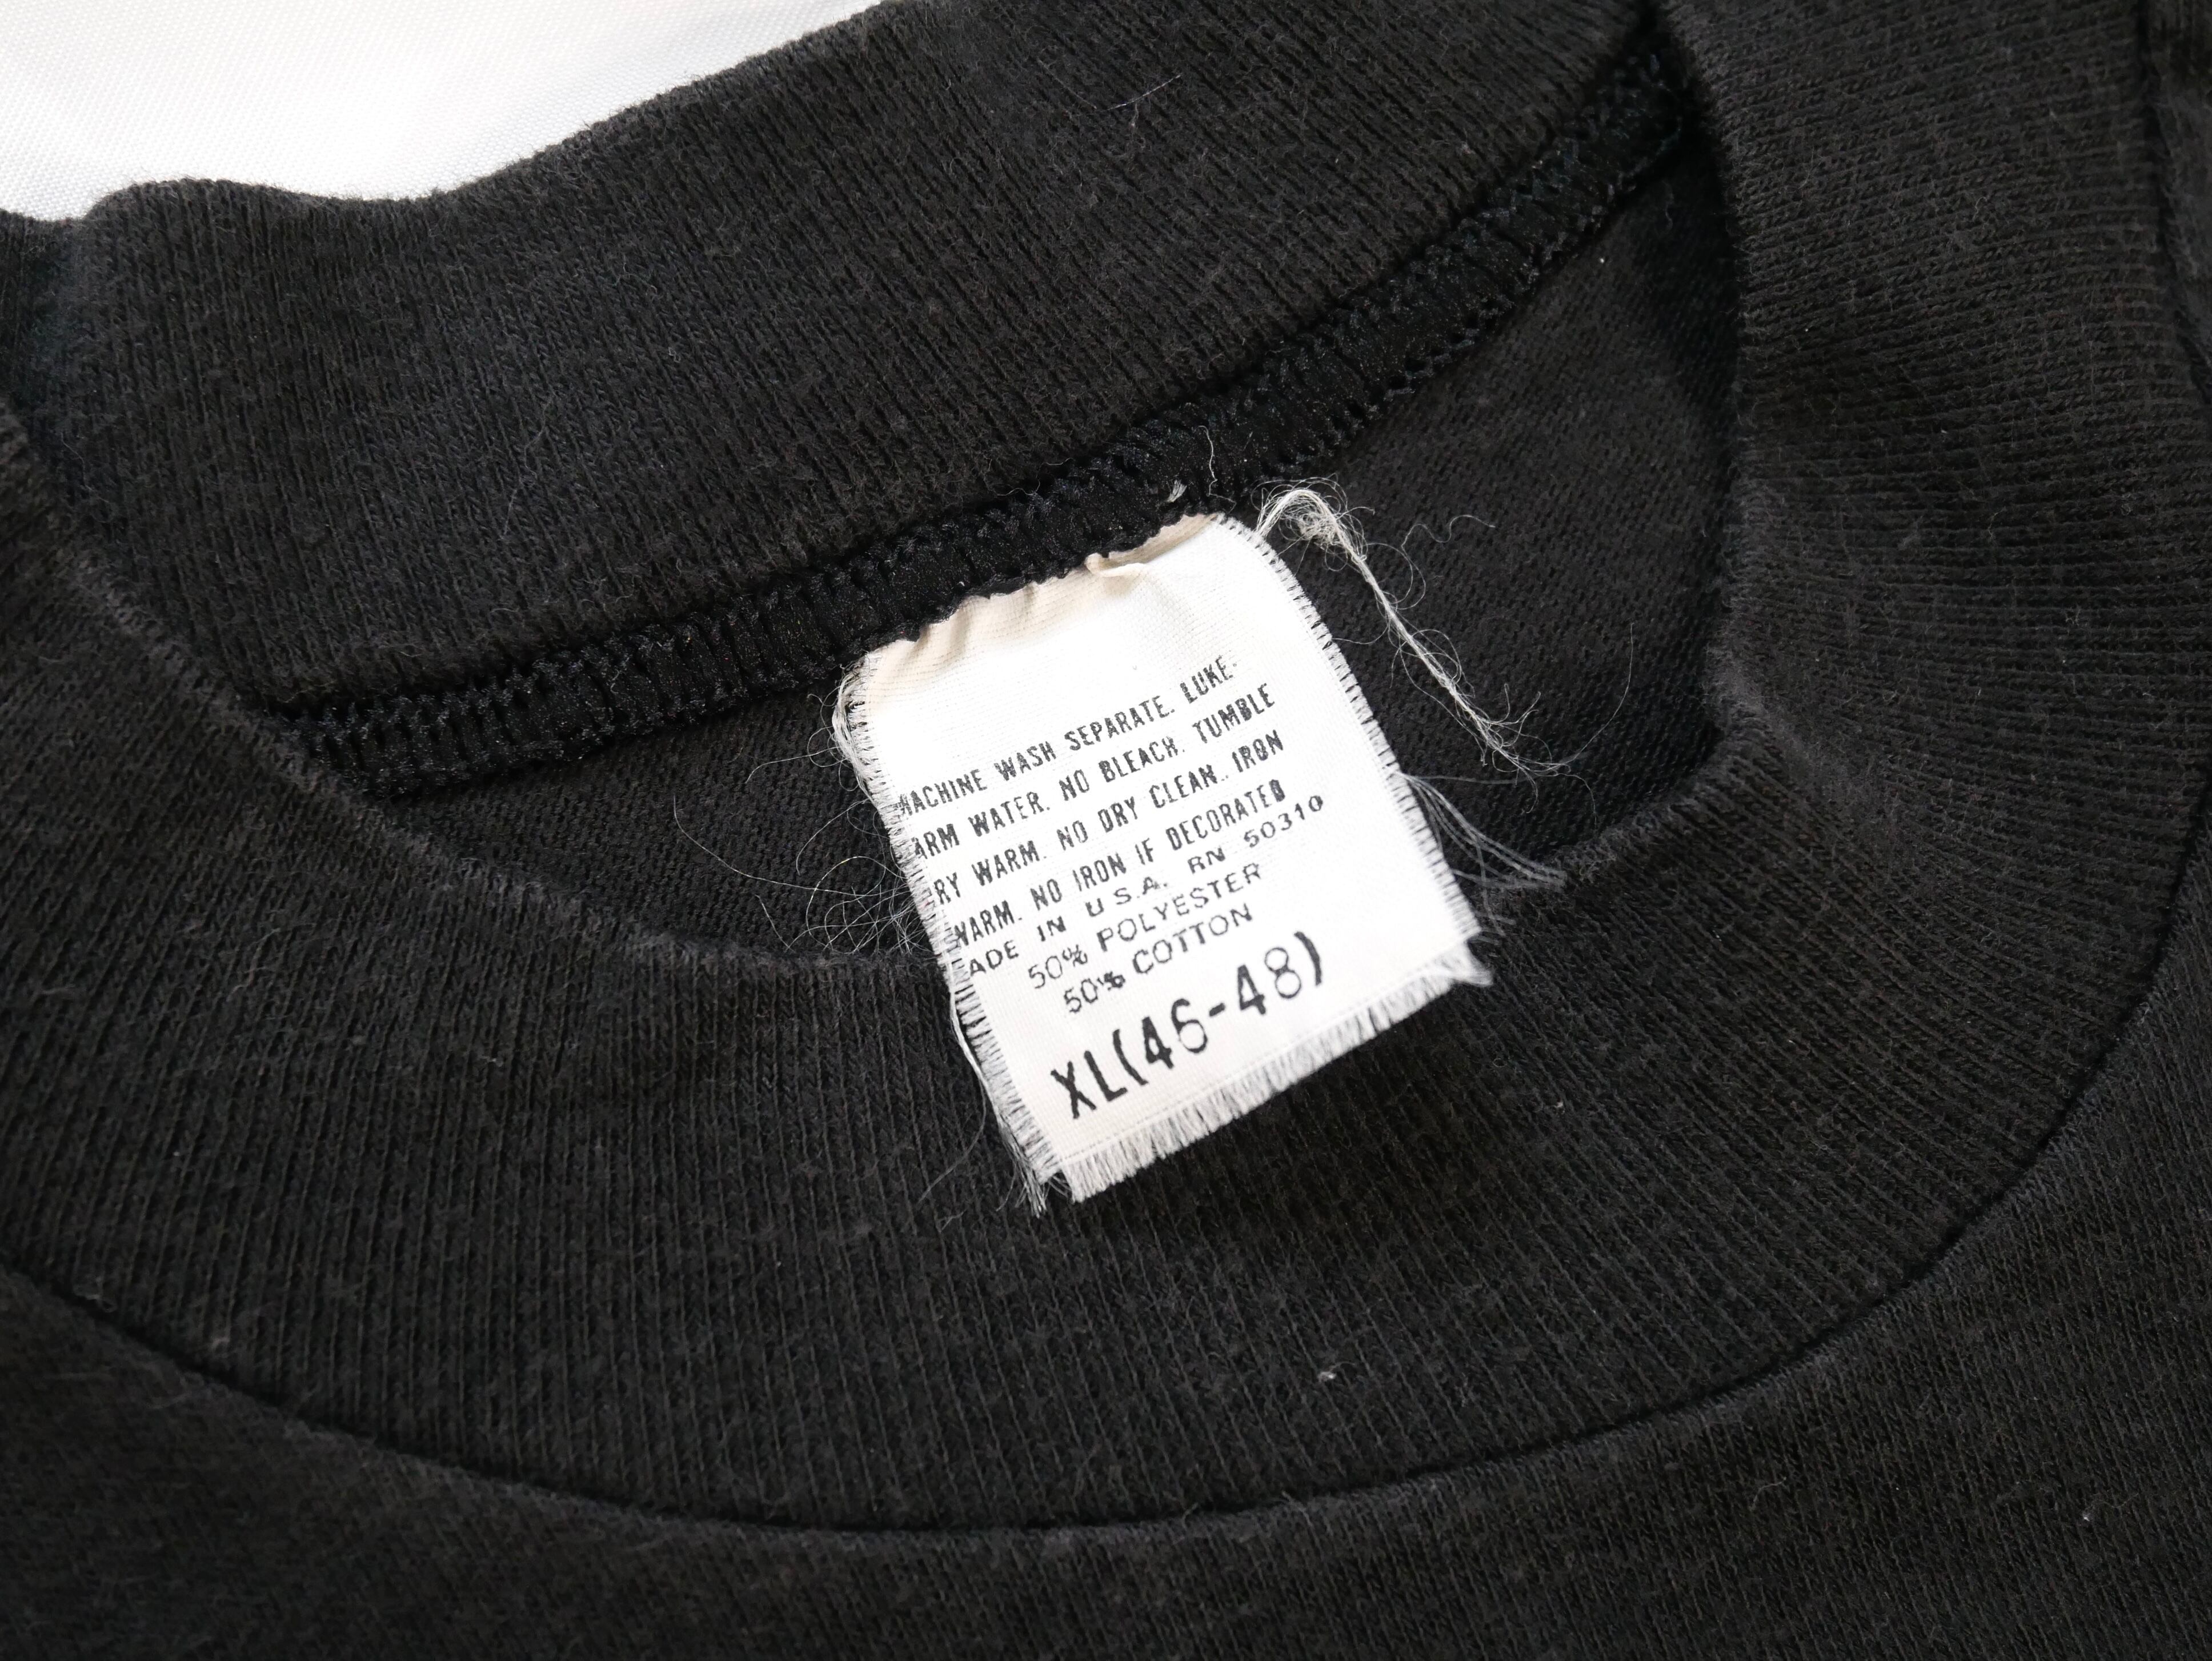 MACHINE WASH SEPARATE. LUKE-
ARM WATER. NO BLEACH. TUMBLE
RY WARM. NO DRY CLEAN. IRON
WARM. NO IRON IF DECORATED
ADE IN U.S.A. RN 50310
50% POLYESTER
50% COTTON
XL(46-48)